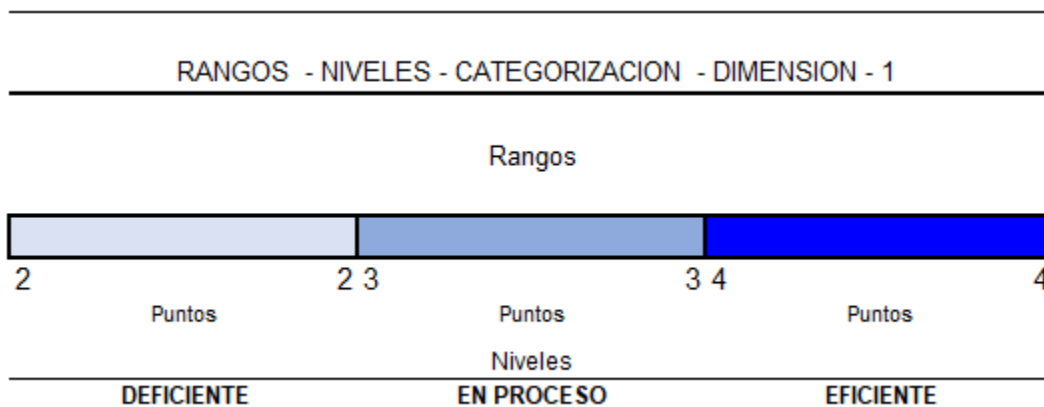 RANGOS - NIVELES - CATEGORIZACION - DIMENSION - 1
Rangos
2 2 3 3 4 4
Puntos Puntos Puntos
Niveles
DEFICIENTE EN PROCESO EFICIENTE